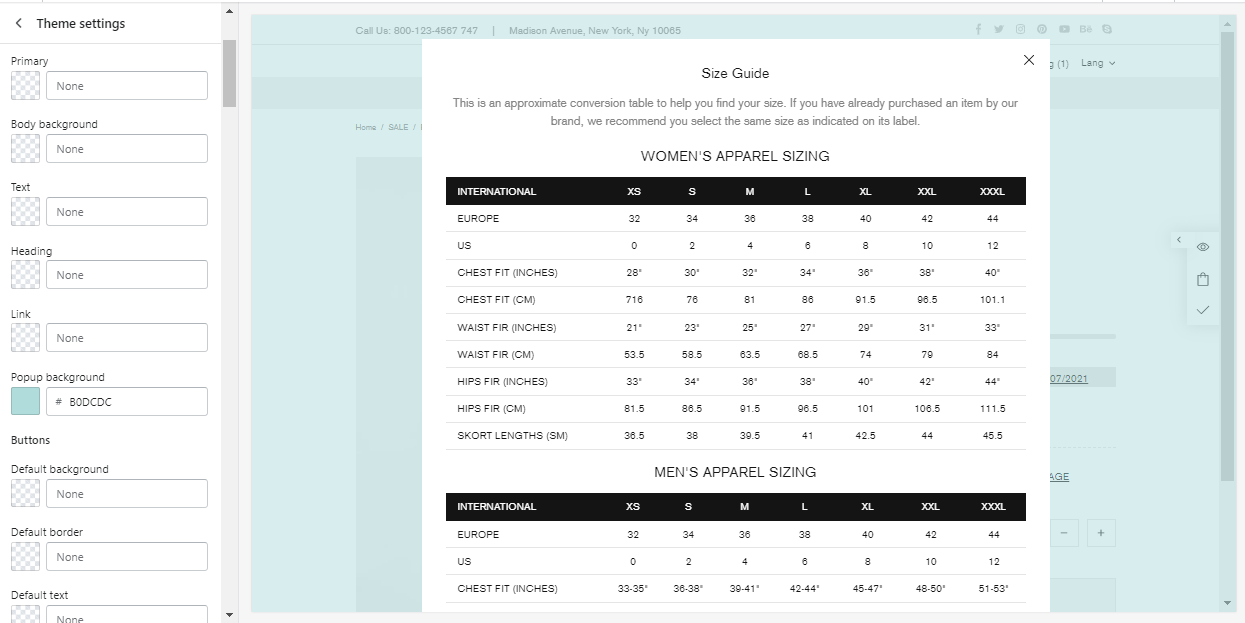 Theme settings
Primary
None
Body background
None
Text
None
Heading
None
Link
None
Popup background
# B0DCDC
Buttons
Default background
None
Default border
None
Default text
None
Call Us: 800-123-4567 747 | Madison Avenue, New York, Ny 10065
(1) Lang
Home / SALE /
Size Guide
This is an approximate conversion table to help you find your size. If you have already purchased an item by our
brand, we recommend you select the same size as indicated on its label.
WOMEN'S APPAREL SIZING
INTERNATIONAL XS S M L XL XXL XXXL
EUROPE 32 34 36 38 40 42 44
US 0 2 4 6 8 10 12
CHEST FIT (INCHES) 28" 30" 32" 34" 36" 38" 40"
CHEST FIT (CM) 716 76 81 86 91.5 96.5 101.1
WAIST FIR (INCHES) 21" 23" 25" 27" 29" 31" 33"
WAIST FIR (CM) 53.5 58.5 63.5 68.5 74 79 84
HIPS FIR (INCHES) 33" 34" 36" 38" 40" 42" 44"
HIPS FIR (CM) 81.5 86.5 91.5 96.5 101 106.5 111.5
SKORT LENGTHS (SM) 36.5 38 39.5 41 42.5 44 45.5
07/2021
AGE
MEN'S APPAREL SIZING
INTERNATIONAL XS S M L XL XXL XXXL
EUROPE 32 34 36 38 40 42 44
US 0 2 4 6 8 10 12
CHEST FIT (INCHES) 33-35" 36-38" 39-41" 42-44" 45-47" 48-50" 51-53"
− +